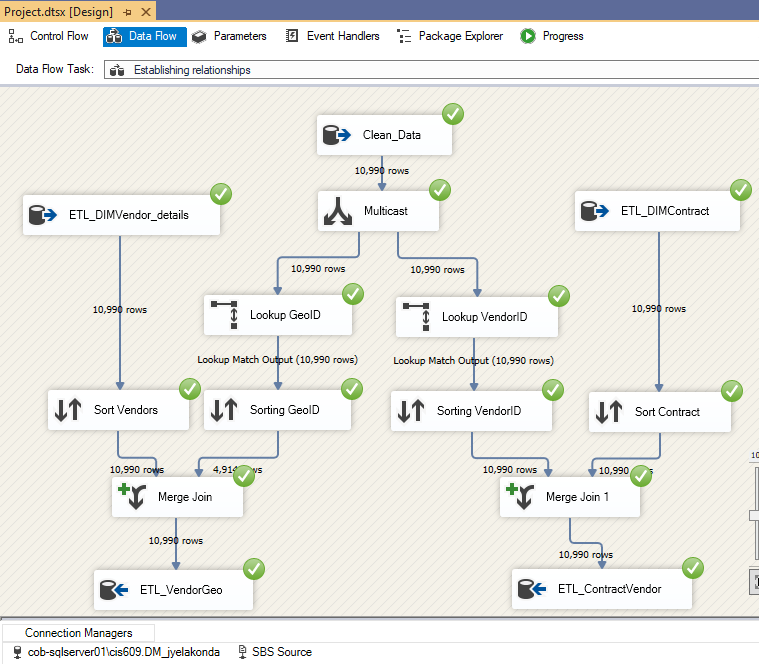 Project.dtsx [Design]
Control Flow Data Flow Parameters Event Handlers Package Explorer Progress
Data Flow Task: Establishing relationships
Clean_Data
10,990 rows
ETL_DIMVendor_details Multicast ETL_DIMContract
10,990 rows 10,990 rows
10,990 rows 10,990 rows
Lookup GeoID Lookup VendorID
Lookup Match Output (10,990 rows) Lookup Match Output (10,990 rows)
Sort Vendors Sorting GeoID Sorting VendorID Sort Contract
10,990 rows 4,914 ws 10,990 rows 10,990 s
Merge Join Merge Join 1
10,990 rows
10,990 rows
ETL_VendorGeo ETL_ContractVendor
Connection Managers
cob-sqlserver01\cis609.DM_jyelakonda SBS Source